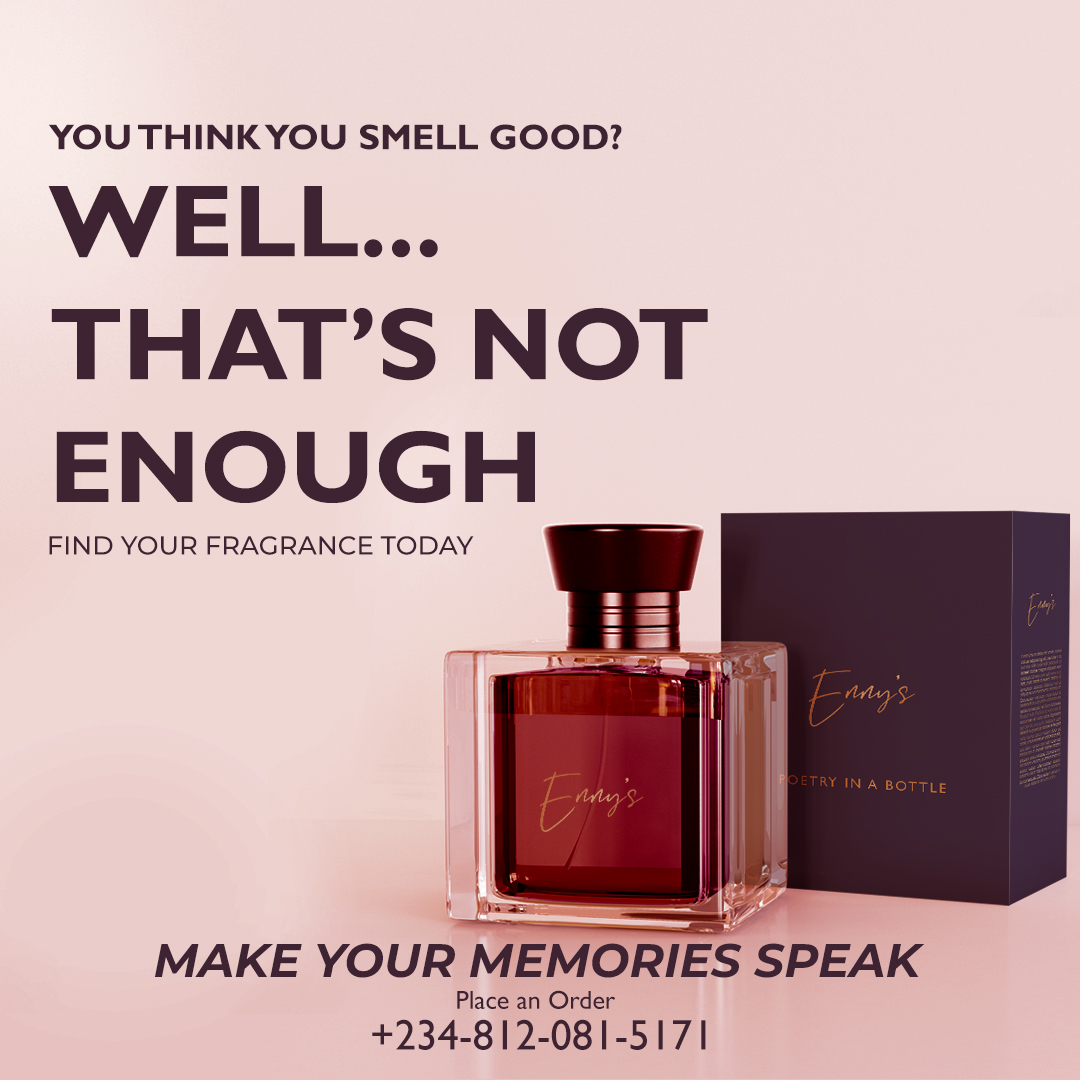 YOU THINK YOU SMELL GOOD?
WELL...
THAT'S NOT
ENOUGH
FIND YOUR FRAGRANCE TODAY
Enny's
Enny's
POETRY IN A BOTTLE
Enny's
MAKE YOUR MEMORIES SPEAK
Place an Order
+234-812-081-5171